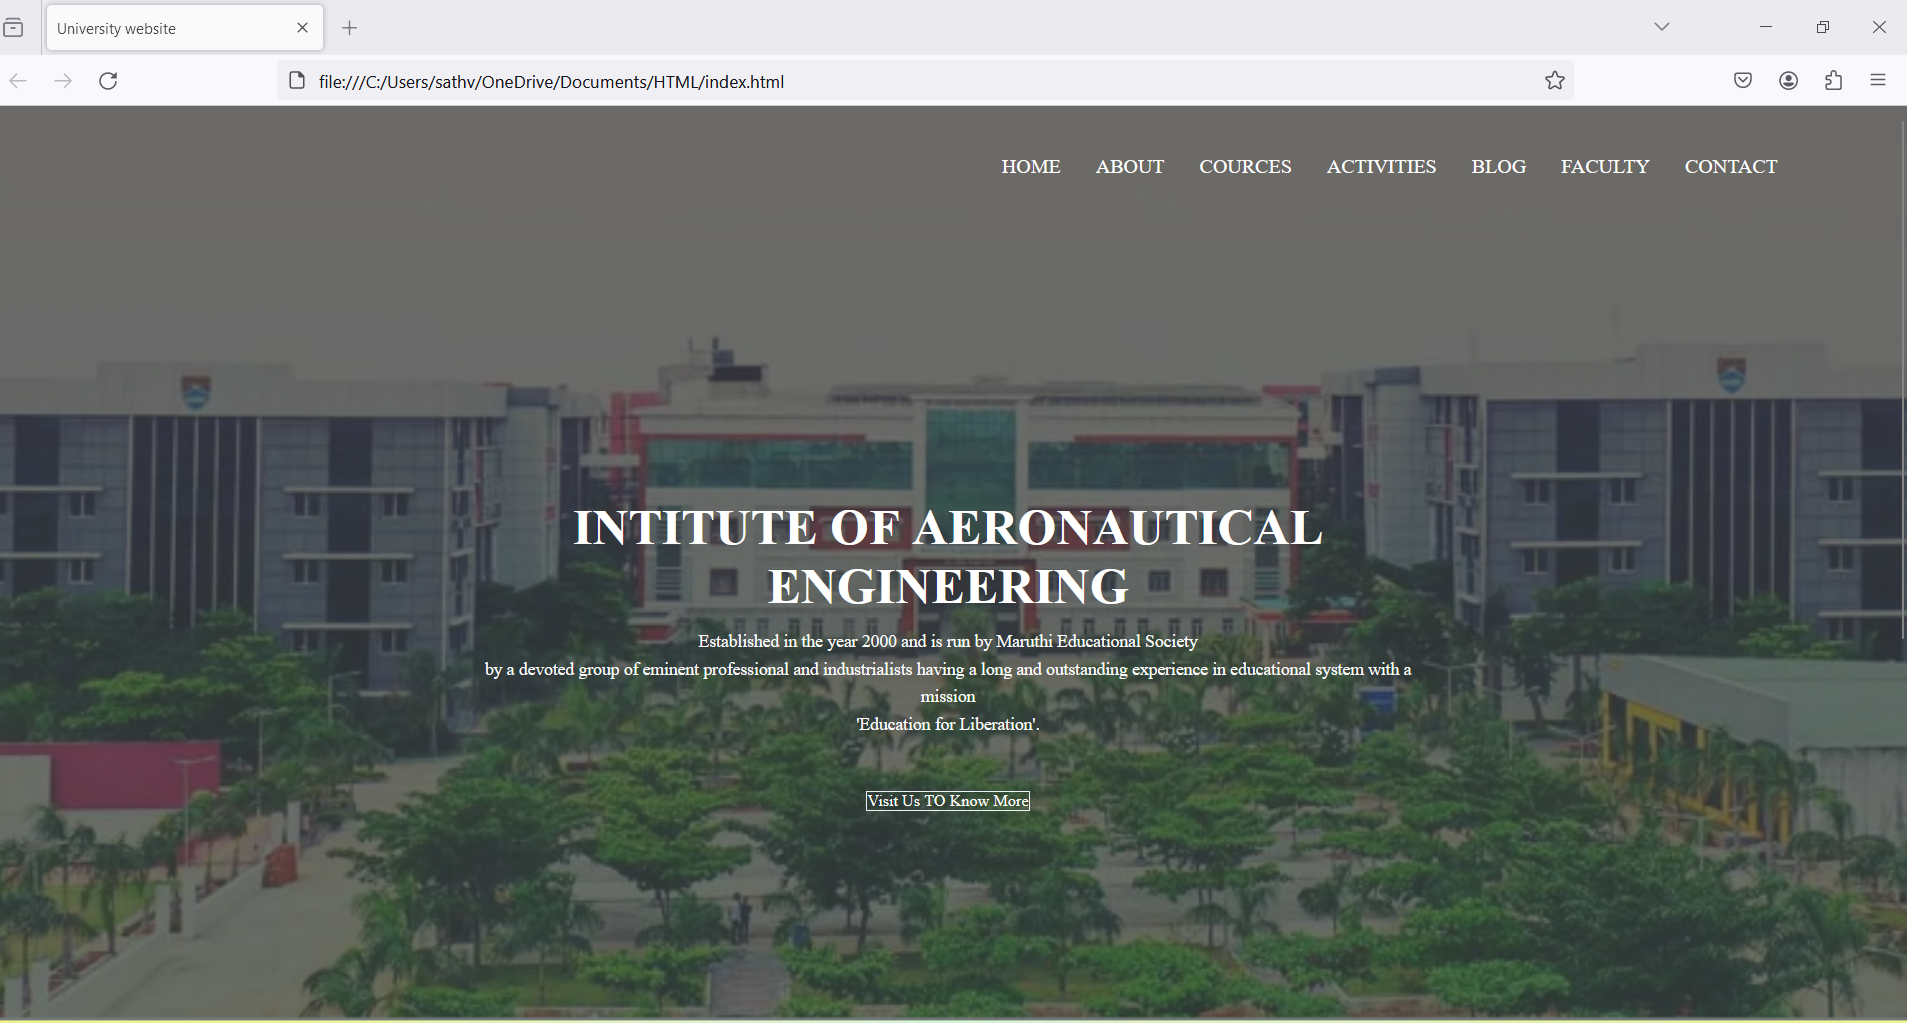 University website
file:///C:/Users/sathv/OneDrive/Documents/HTML/index.html
HOME ABOUT COURCES ACTIVITIES BLOG FACULTY CONTACT
INTITUTE OF AERONAUTICAL
ENGINEERING
Established in the year 2000 and is run by Maruthi Educational Society
by a devoted group of eminent professional and industrialists having a long and outstanding experience in educational system with a
mission
'Education for Liberation'.
Visit Us TO Know More